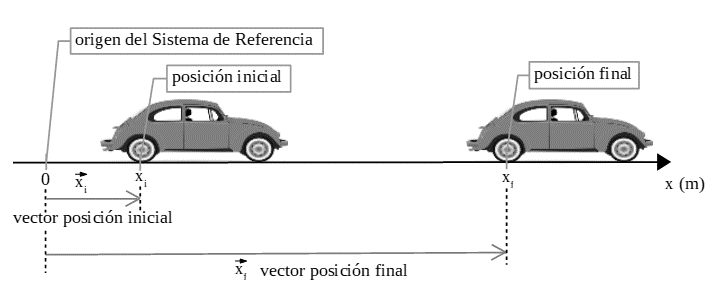 origen del Sistema de Referencia
posición inicial
posición final
0
x⃗i
xi
xf
x (m)
vector posición inicial
x⃗f vector posición final